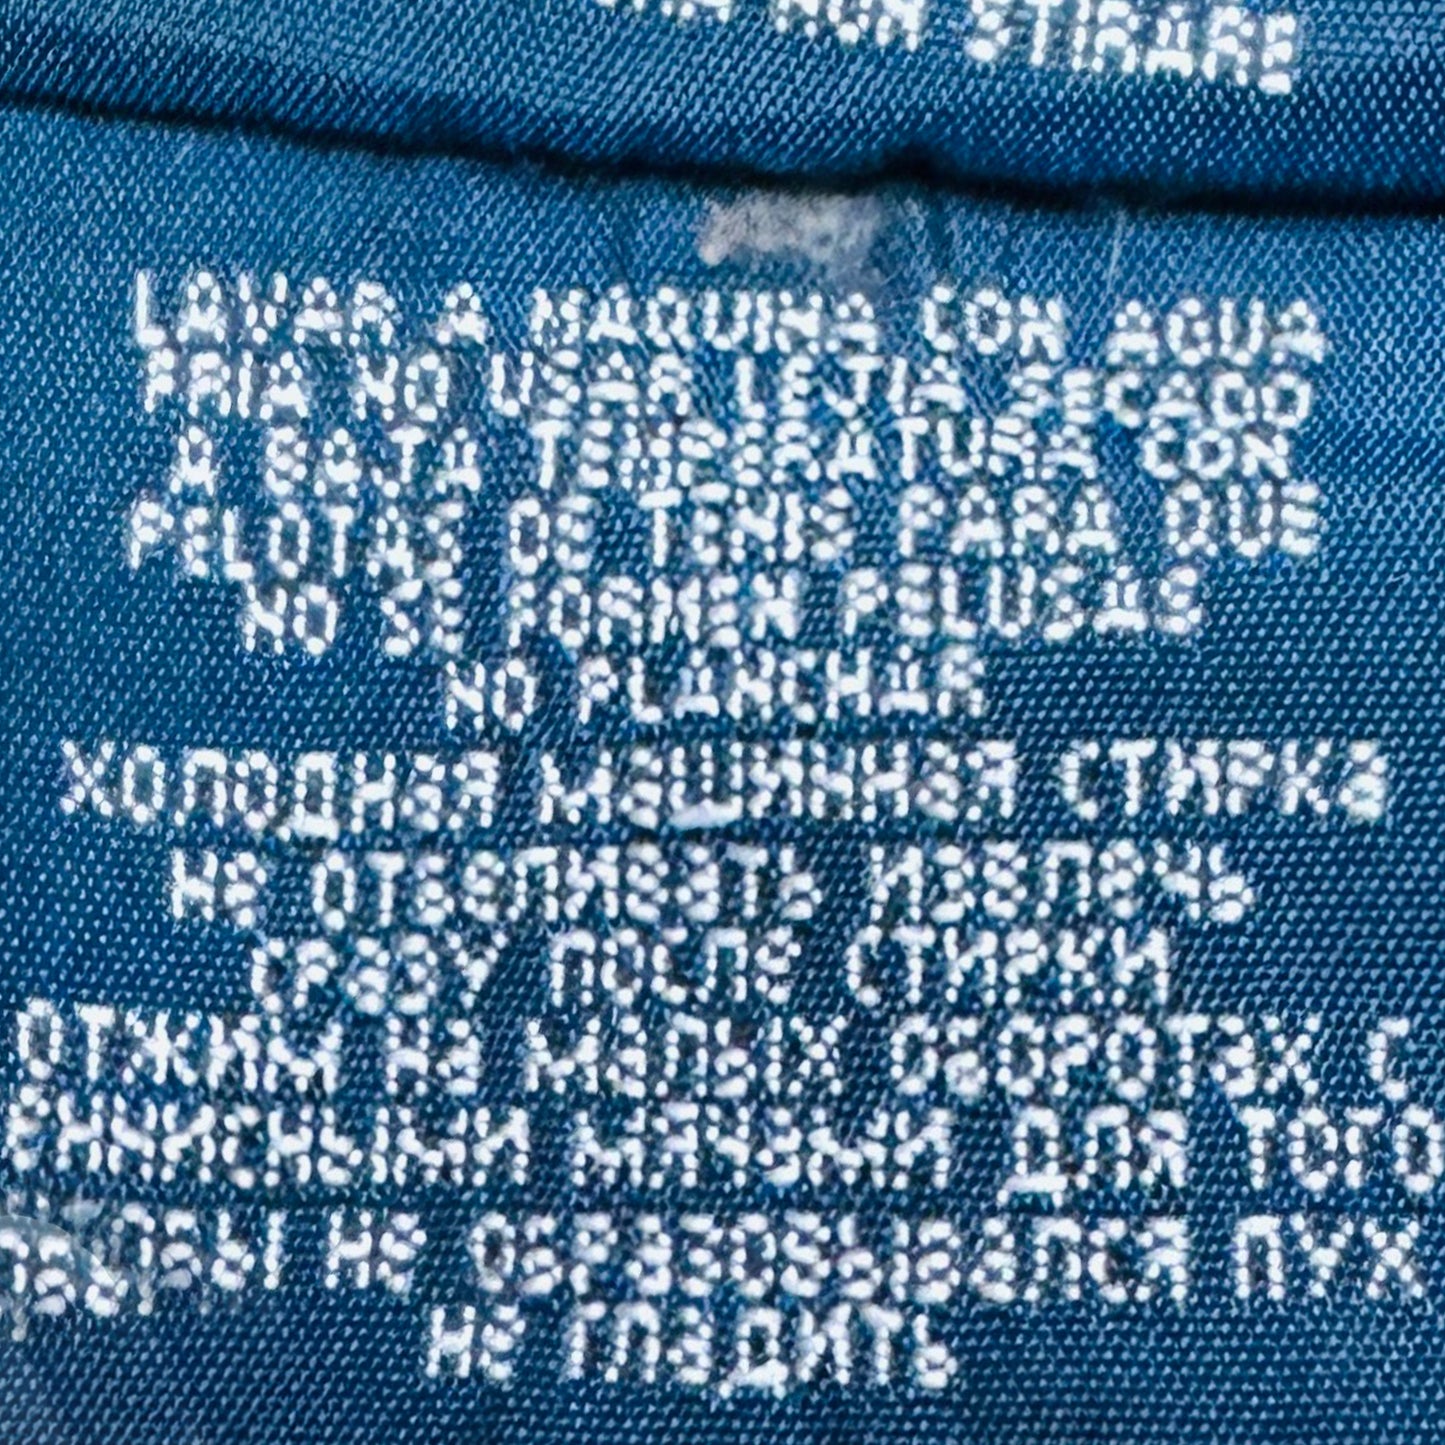 NON STIRARE
LAVAR A MAQUINA CON AGUA
FRIA NO USAR LEJIA SECADO
A BAJA TEMPERATURA CON
PELOTAS DE TENIS PARA QUE
NO SE FORMEN PELUSAS
NO PLANCHAR
ХОЛОДНАЯ МАШИННАЯ СТИРКА
НЕ ОТБЕЛИВАТЬ ИЗВЛЕЧЬ
СРАЗУ ПОСЛЕ СТИРКИ
ОТЖИМ НА МАЛЫХ ОБОРОТАХ С
ТЕННИСНЫМИ МЯЧАМИ ДЛЯ ТОГО
ЧТОБЫ НЕ ОБРАЗОВЫВАЛСЯ ПУХ
НЕ ГЛАДИТЬ